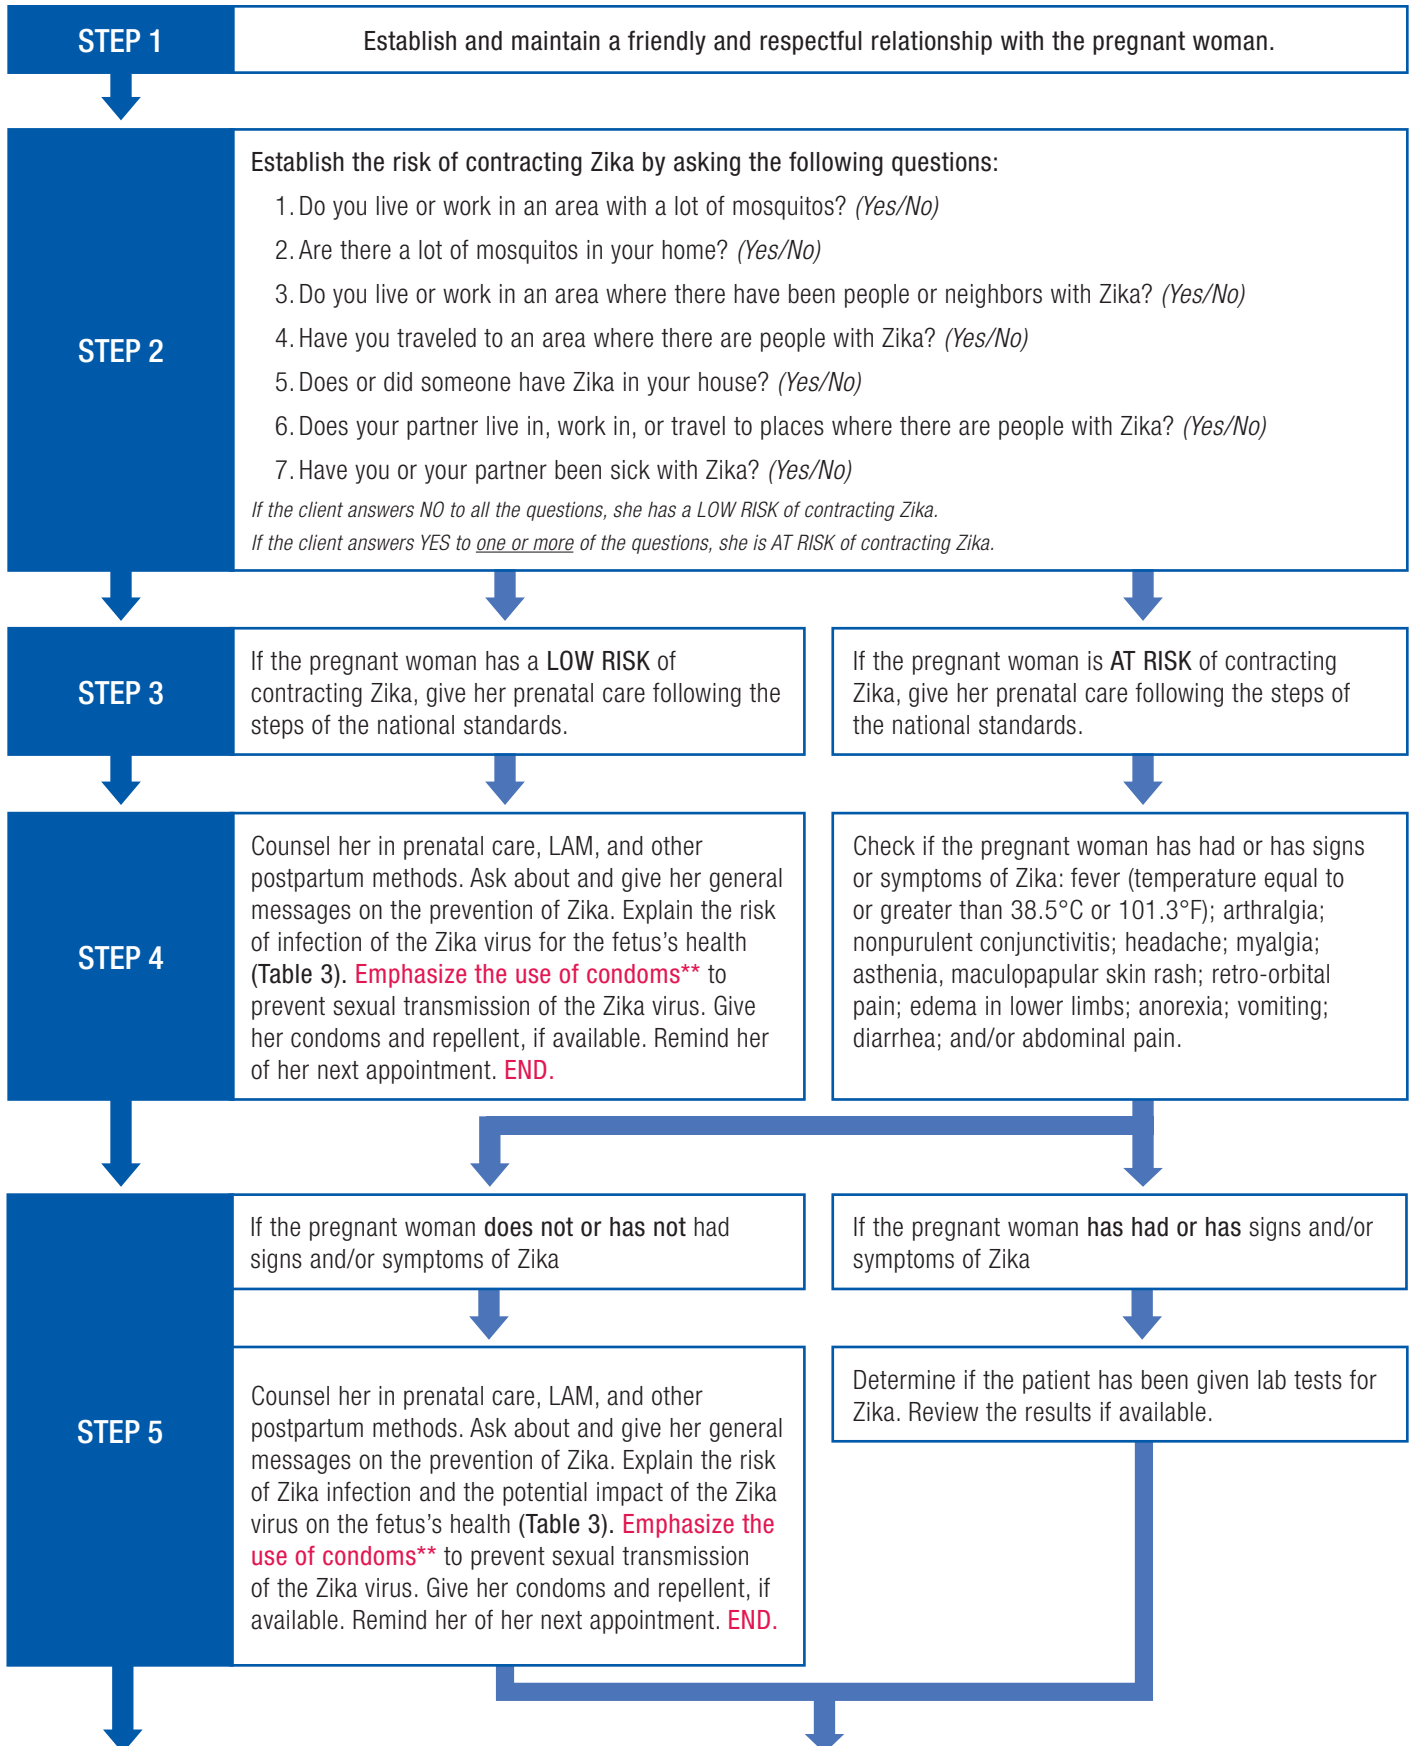 STEP 1
Establish and maintain a friendly and respectful relationship with the pregnant woman.
STEP 2
Establish the risk of contracting Zika by asking the following questions:
1. Do you live or work in an area with a lot of mosquitos? (Yes/No)
2. Are there a lot of mosquitos in your home? (Yes/No)
3. Do you live or work in an area where there have been people or neighbors with Zika? (Yes/No)
4. Have you traveled to an area where there are people with Zika? (Yes/No)
5. Does or did someone have Zika in your house? (Yes/No)
6. Does your partner live in, work in, or travel to places where there are people with Zika? (Yes/No)
7. Have you or your partner been sick with Zika? (Yes/No)
If the client answers NO to all the questions, she has a LOW RISK of contracting Zika.
If the client answers YES to one or more of the questions, she is AT RISK of contracting Zika.
STEP 3
If the pregnant woman has a LOW RISK of
contracting Zika, give her prenatal care following the
steps of the national standards.
If the pregnant woman is AT RISK of contracting
Zika, give her prenatal care following the steps of
the national standards.
STEP 4
Counsel her in prenatal care, LAM, and other
postpartum methods. Ask about and give her general
messages on the prevention of Zika. Explain the risk
of infection of the Zika virus for the fetus's health
(Table 3). Emphasize the use of condoms** to
prevent sexual transmission of the Zika virus. Give
her condoms and repellent, if available. Remind her
of her next appointment. END.
Check if the pregnant woman has had or has signs
or symptoms of Zika: fever (temperature equal to
or greater than 38.5°C or 101.3°F); arthralgia;
nonpurulent conjunctivitis; headache; myalgia;
asthenia, maculopapular skin rash; retro-orbital
pain; edema in lower limbs; anorexia; vomiting;
diarrhea; and/or abdominal pain.
STEP 5
If the pregnant woman does not or has not had
signs and/or symptoms of Zika
Counsel her in prenatal care, LAM, and other
postpartum methods. Ask about and give her general
messages on the prevention of Zika. Explain the risk
of Zika infection and the potential impact of the Zika
virus on the fetus's health (Table 3). Emphasize the
use of condoms** to prevent sexual transmission
of the Zika virus. Give her condoms and repellent, if
available. Remind her of her next appointment. END.
If the pregnant woman has had or has signs and/or
symptoms of Zika
Determine if the patient has been given lab tests for
Zika. Review the results if available.